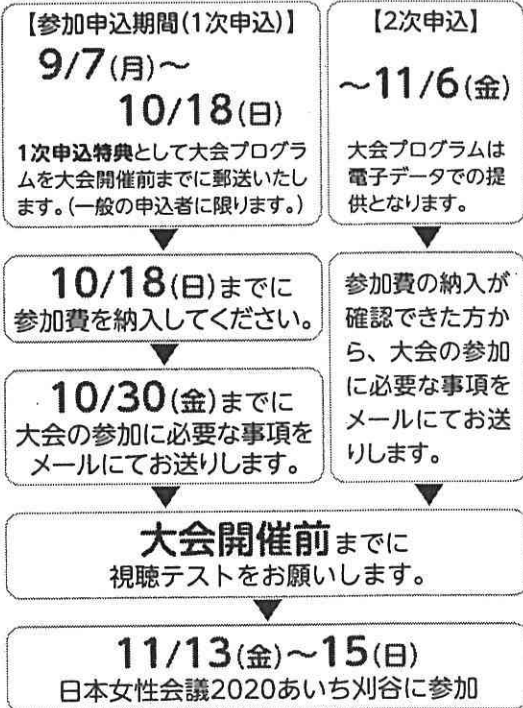 【参加申込期間(1次申込)】
9/7(月)~
10/18(日)
1次申込特典として大会プログラ
ムを大会開催前までに郵送いたし
ます。(一般の申込者に限ります。)
【2次申込】
~11/6(金)
大会プログラムは
電子データでの提
供となります。
10/18(日)までに
参加費を納入してください。
10/30(金)までに
大会の参加に必要な事項を
メールにてお送りします。
参加費の納入が
確認できた方か
ら、大会の参加
に必要な事項を
メールにてお送
りします。
大会開催前までに
視聴テストをお願いします。
11/13(金)~15(日)
日本女性会議2020あいち刈谷に参加